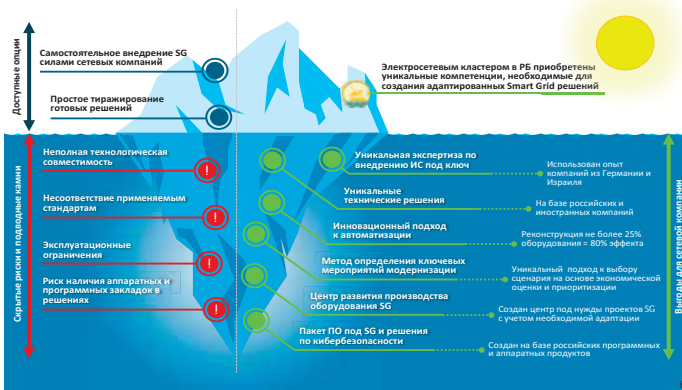 Доступные опции
Самостоятельное внедрение SG
силами сетевых компаний
Простое тиражирование
готовых решений
Электросетевым кластером в РБ приобретены
уникальные компетенции, необходимые для
создания адаптированных Smart Grid решений
Скрытые риски и подводные камни
Неполная технологическая
совместимость
Несоответствие применяемым
стандартам
Эксплуатационные
ограничения
Риск наличия аппаратных и
программных закладок в
решениях
Уникальная экспертиза по
внедрению ИС под ключ
Использован опыт
компаний из Германии и
Израиля
Уникальные
технические решения
На базе российских и
иностранных компаний
Инновационный подход
к автоматизации
Реконструкция не более 25%
оборудования = 80% эффекта
Метод определения ключевых
мероприятий модернизации
Уникальный подход к выбору
сценария на основе экономической
оценки и приоритизации
Центр развития производства
оборудования SG
Создан центр под нужды проектов SG
с учетом необходимой адаптации
Пакет ПО под SG и решения
по кибербезопасности
Создан на базе российских программных
и аппаратных продуктов
Выгоды для сетевой компании